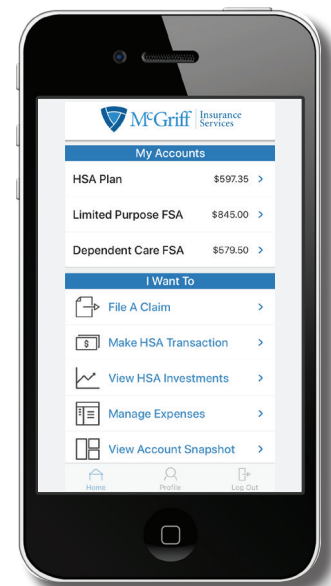 McGriff Insurance Services
My Accounts
HSA Plan $597.35 >
Limited Purpose FSA $845.00 >
Dependent Care FSA $579.50 >
I Want To
File A Claim >
$ Make HSA Transaction >
View HSA Investments >
Manage Expenses >
View Account Snapshot >
Home Profile Log Out